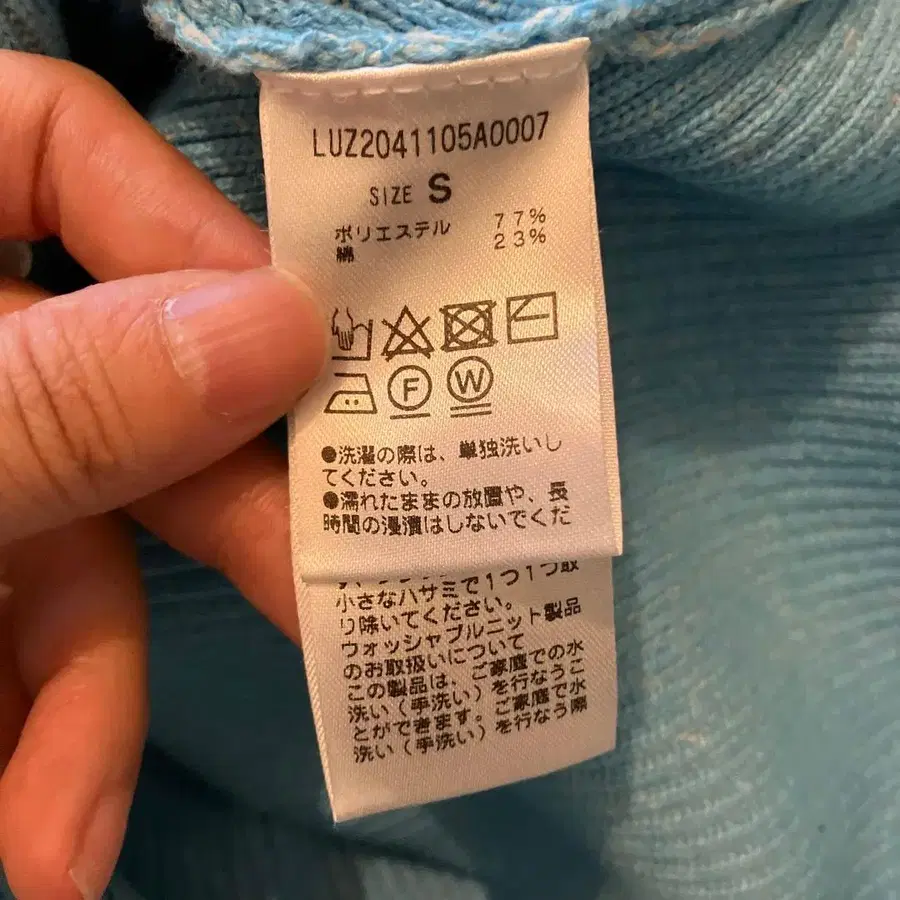 LUZ2041105A0007
SIZE S
ポリエステル 77%
綿 23%
F W
●洗濯の際は、単独洗いし
てください。
●濡れたままの放置や、長
時間の浸漬はしないでくだ
小さなハサミで1つ1つ取
り除いてください。
ウォッシャブルニット製品
のお取扱いについて
この製品は、ご家庭での水
洗い(手洗い)を行なうこ
とができます。ご家庭で水
洗い(手洗い)を行なう際